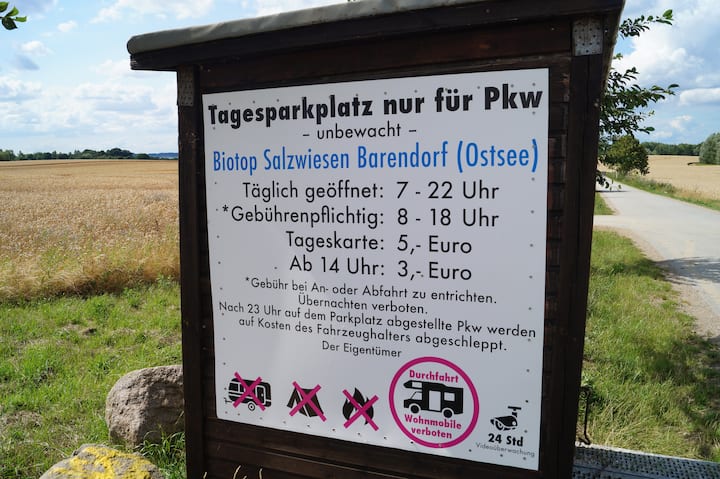 Tagesparkplatz nur für Pkw
– unbewacht –
Biotop Salzwiesen Barendorf (Ostsee)
Täglich geöffnet: 7 - 22 Uhr
*Gebührenpflichtig: 8 - 18 Uhr
Tageskarte: 5,- Euro
Ab 14 Uhr: 3,- Euro
*Gebühr bei An- oder Abfahrt zu entrichten.
Übernachten verboten.
Nach 23 Uhr auf dem Parkplatz abgestellte Pkw werden
auf Kosten des Fahrzeughalters abgeschleppt.
Der Eigentümer
Durchfahrt
Wohnmobile
verboten
24 Std
Videoüberwachung